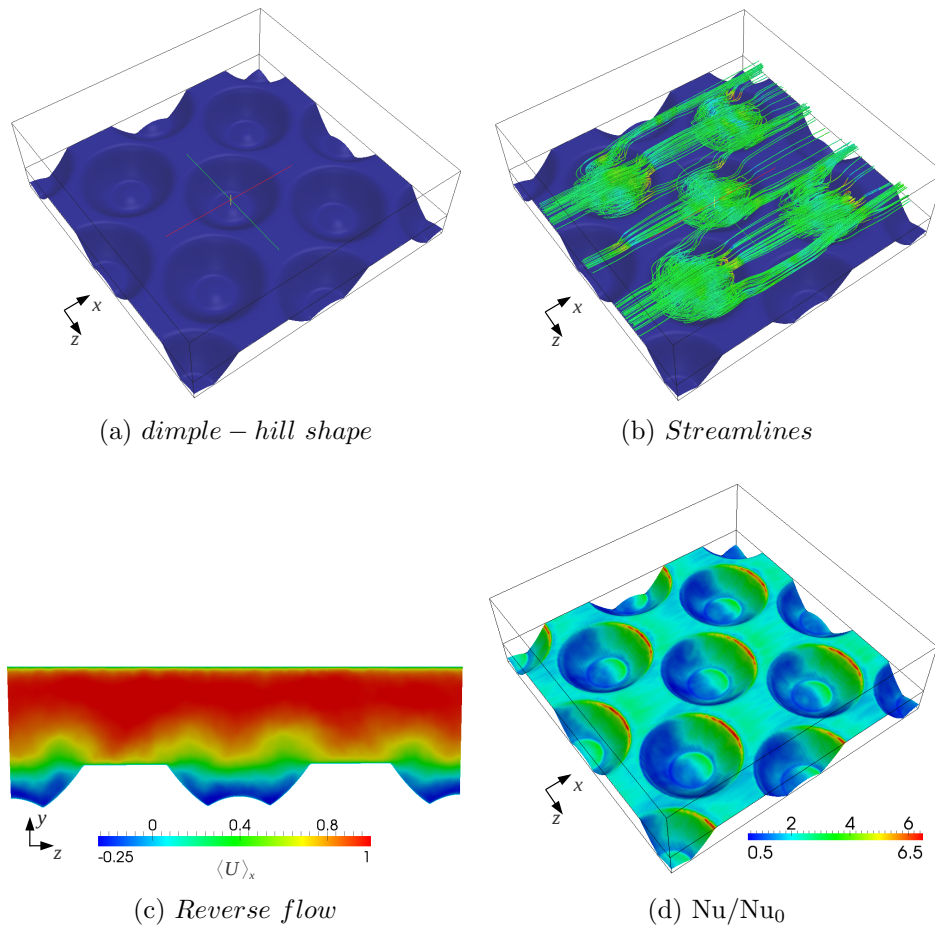 x
z
x
z
(a) dimple – hill shape
(b) Streamlines
y
z
0 0.4 0.8
-0.25 1
⟨U⟩x
x
z
2 4 6
0.5 6.5
(c) Reverse flow
(d) Nu/Nu₀